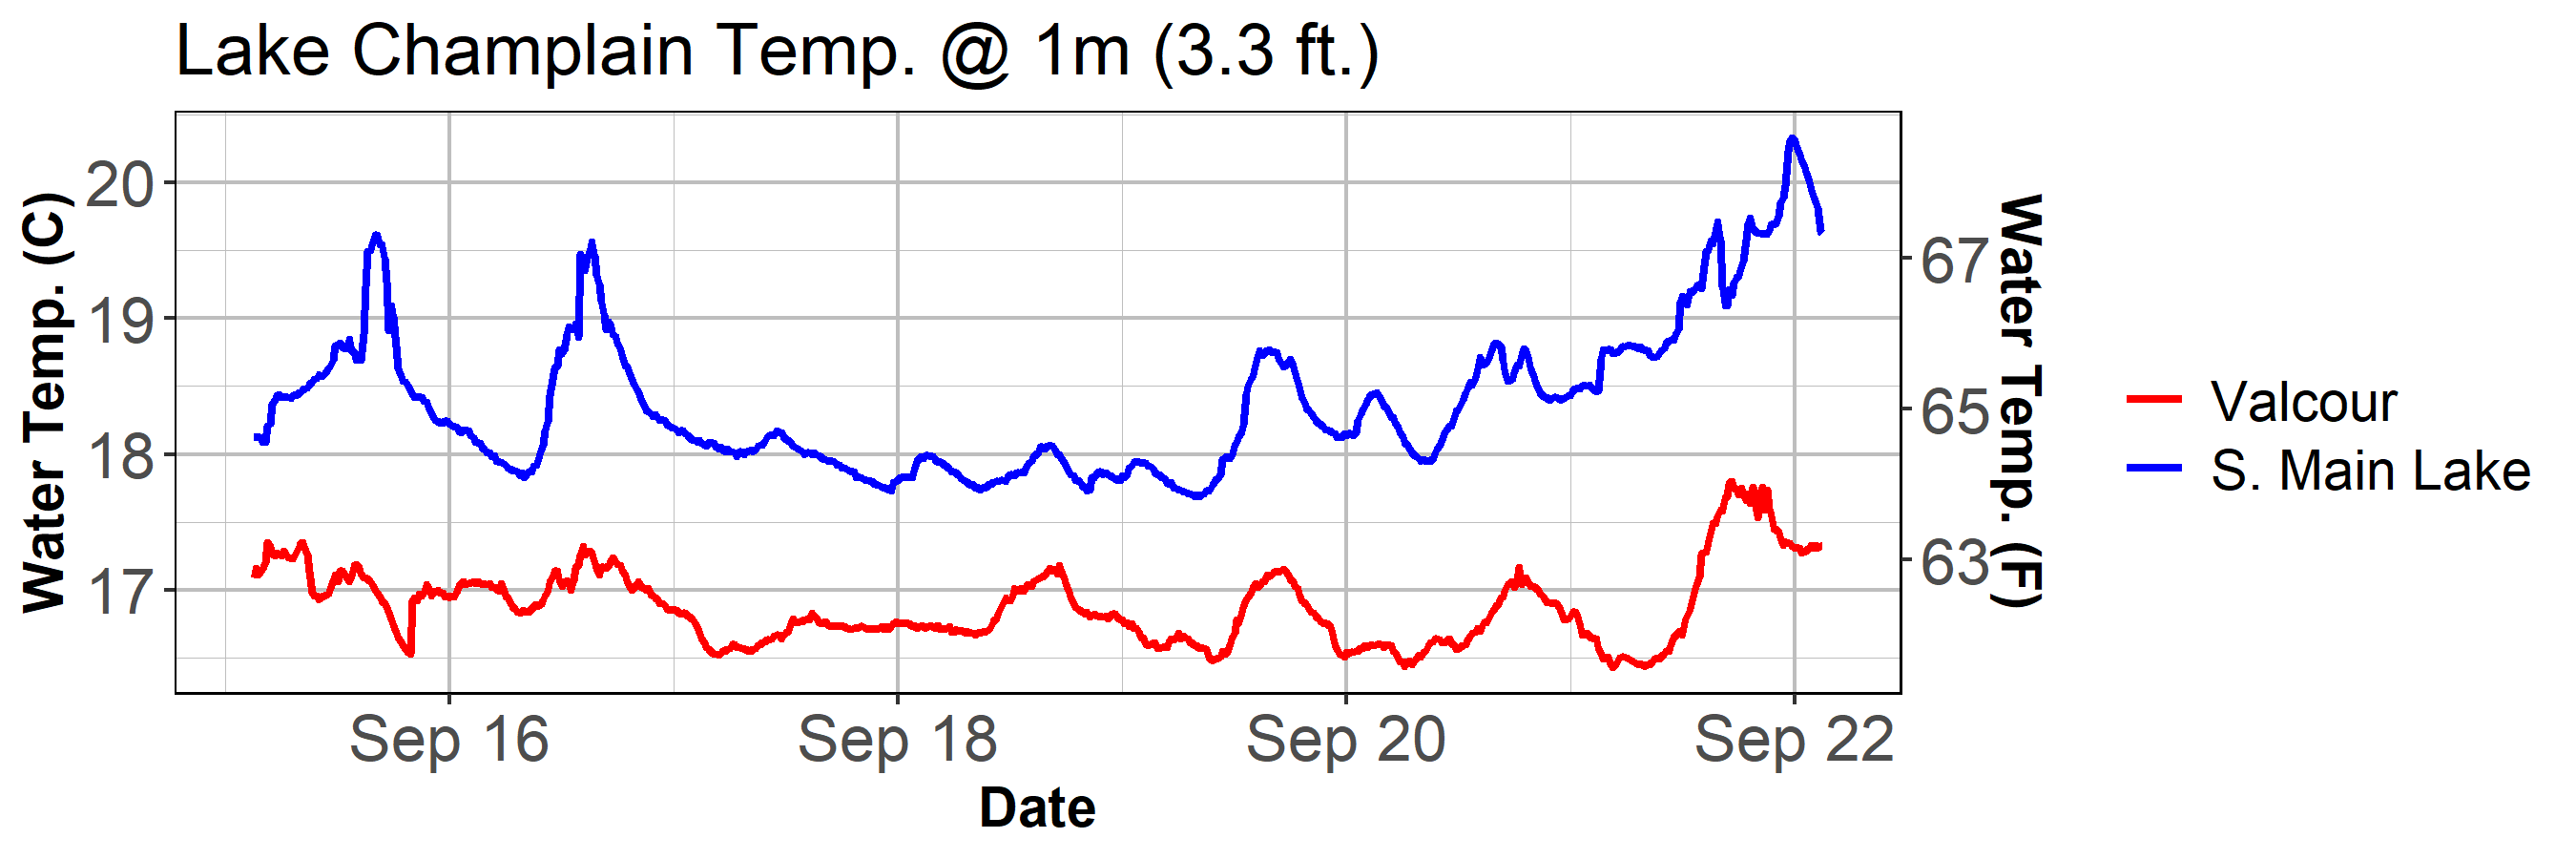 Lake Champlain Temp. @ 1m (3.3 ft.)
Water Temp. (C)
20
19
18
17
67
65
63
Water Temp. (F)
Sep 16
Sep 18
Sep 20
Sep 22
Date
Valcour
S. Main Lake